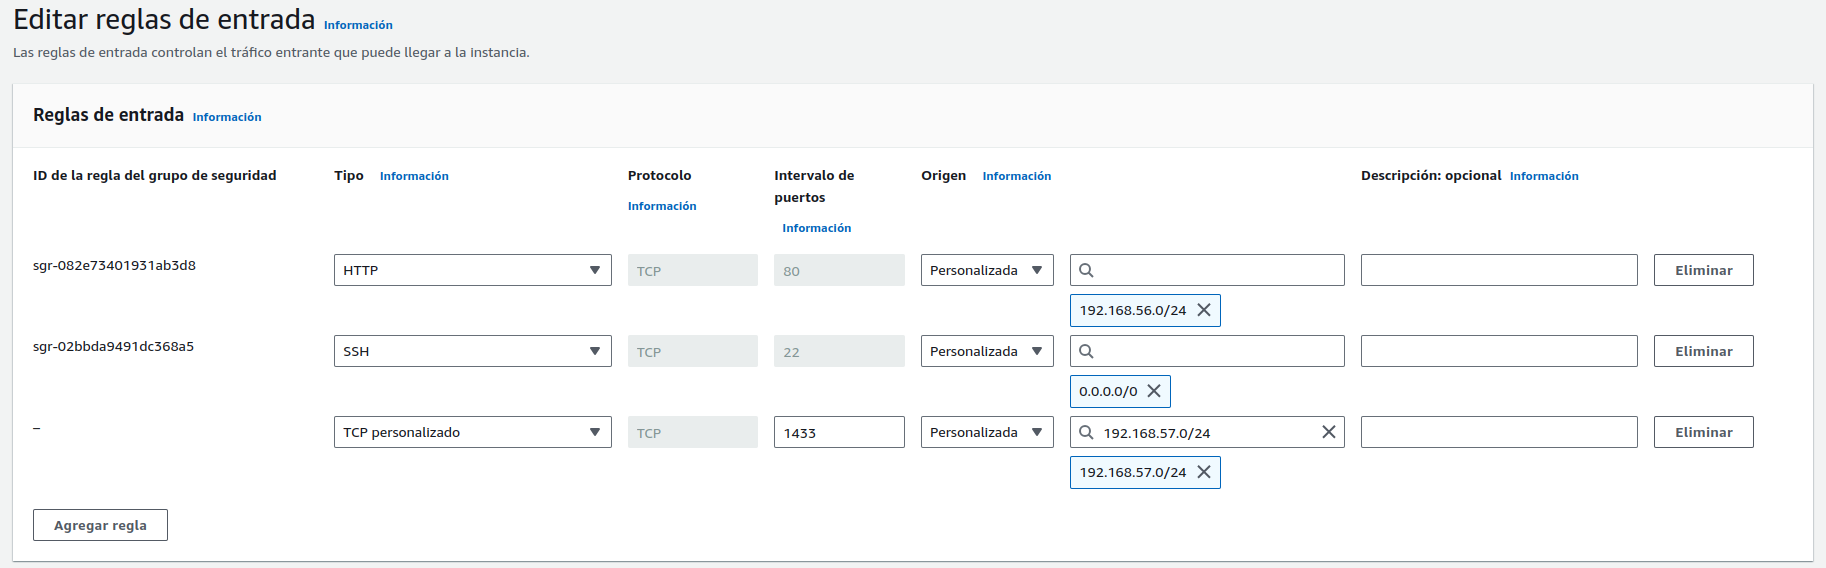 Editar reglas de entrada Información
Las reglas de entrada controlan el tráfico entrante que puede llegar a la instancia.
Reglas de entrada Información
ID de la regla del grupo de seguridad
Tipo Información
Protocolo
Información
Intervalo de
puertos
Información
Origen Información
Descripción: opcional Información
sgr-082e73401931ab3d8 HTTP TCP 80 Personalizada Eliminar
192.168.56.0/24
sgr-02bbda9491dc368a5 SSH TCP 22 Personalizada Eliminar
0.0.0.0/0
– TCP personalizado TCP 1433 Personalizada 192.168.57.0/24 Eliminar
192.168.57.0/24
Agregar regla